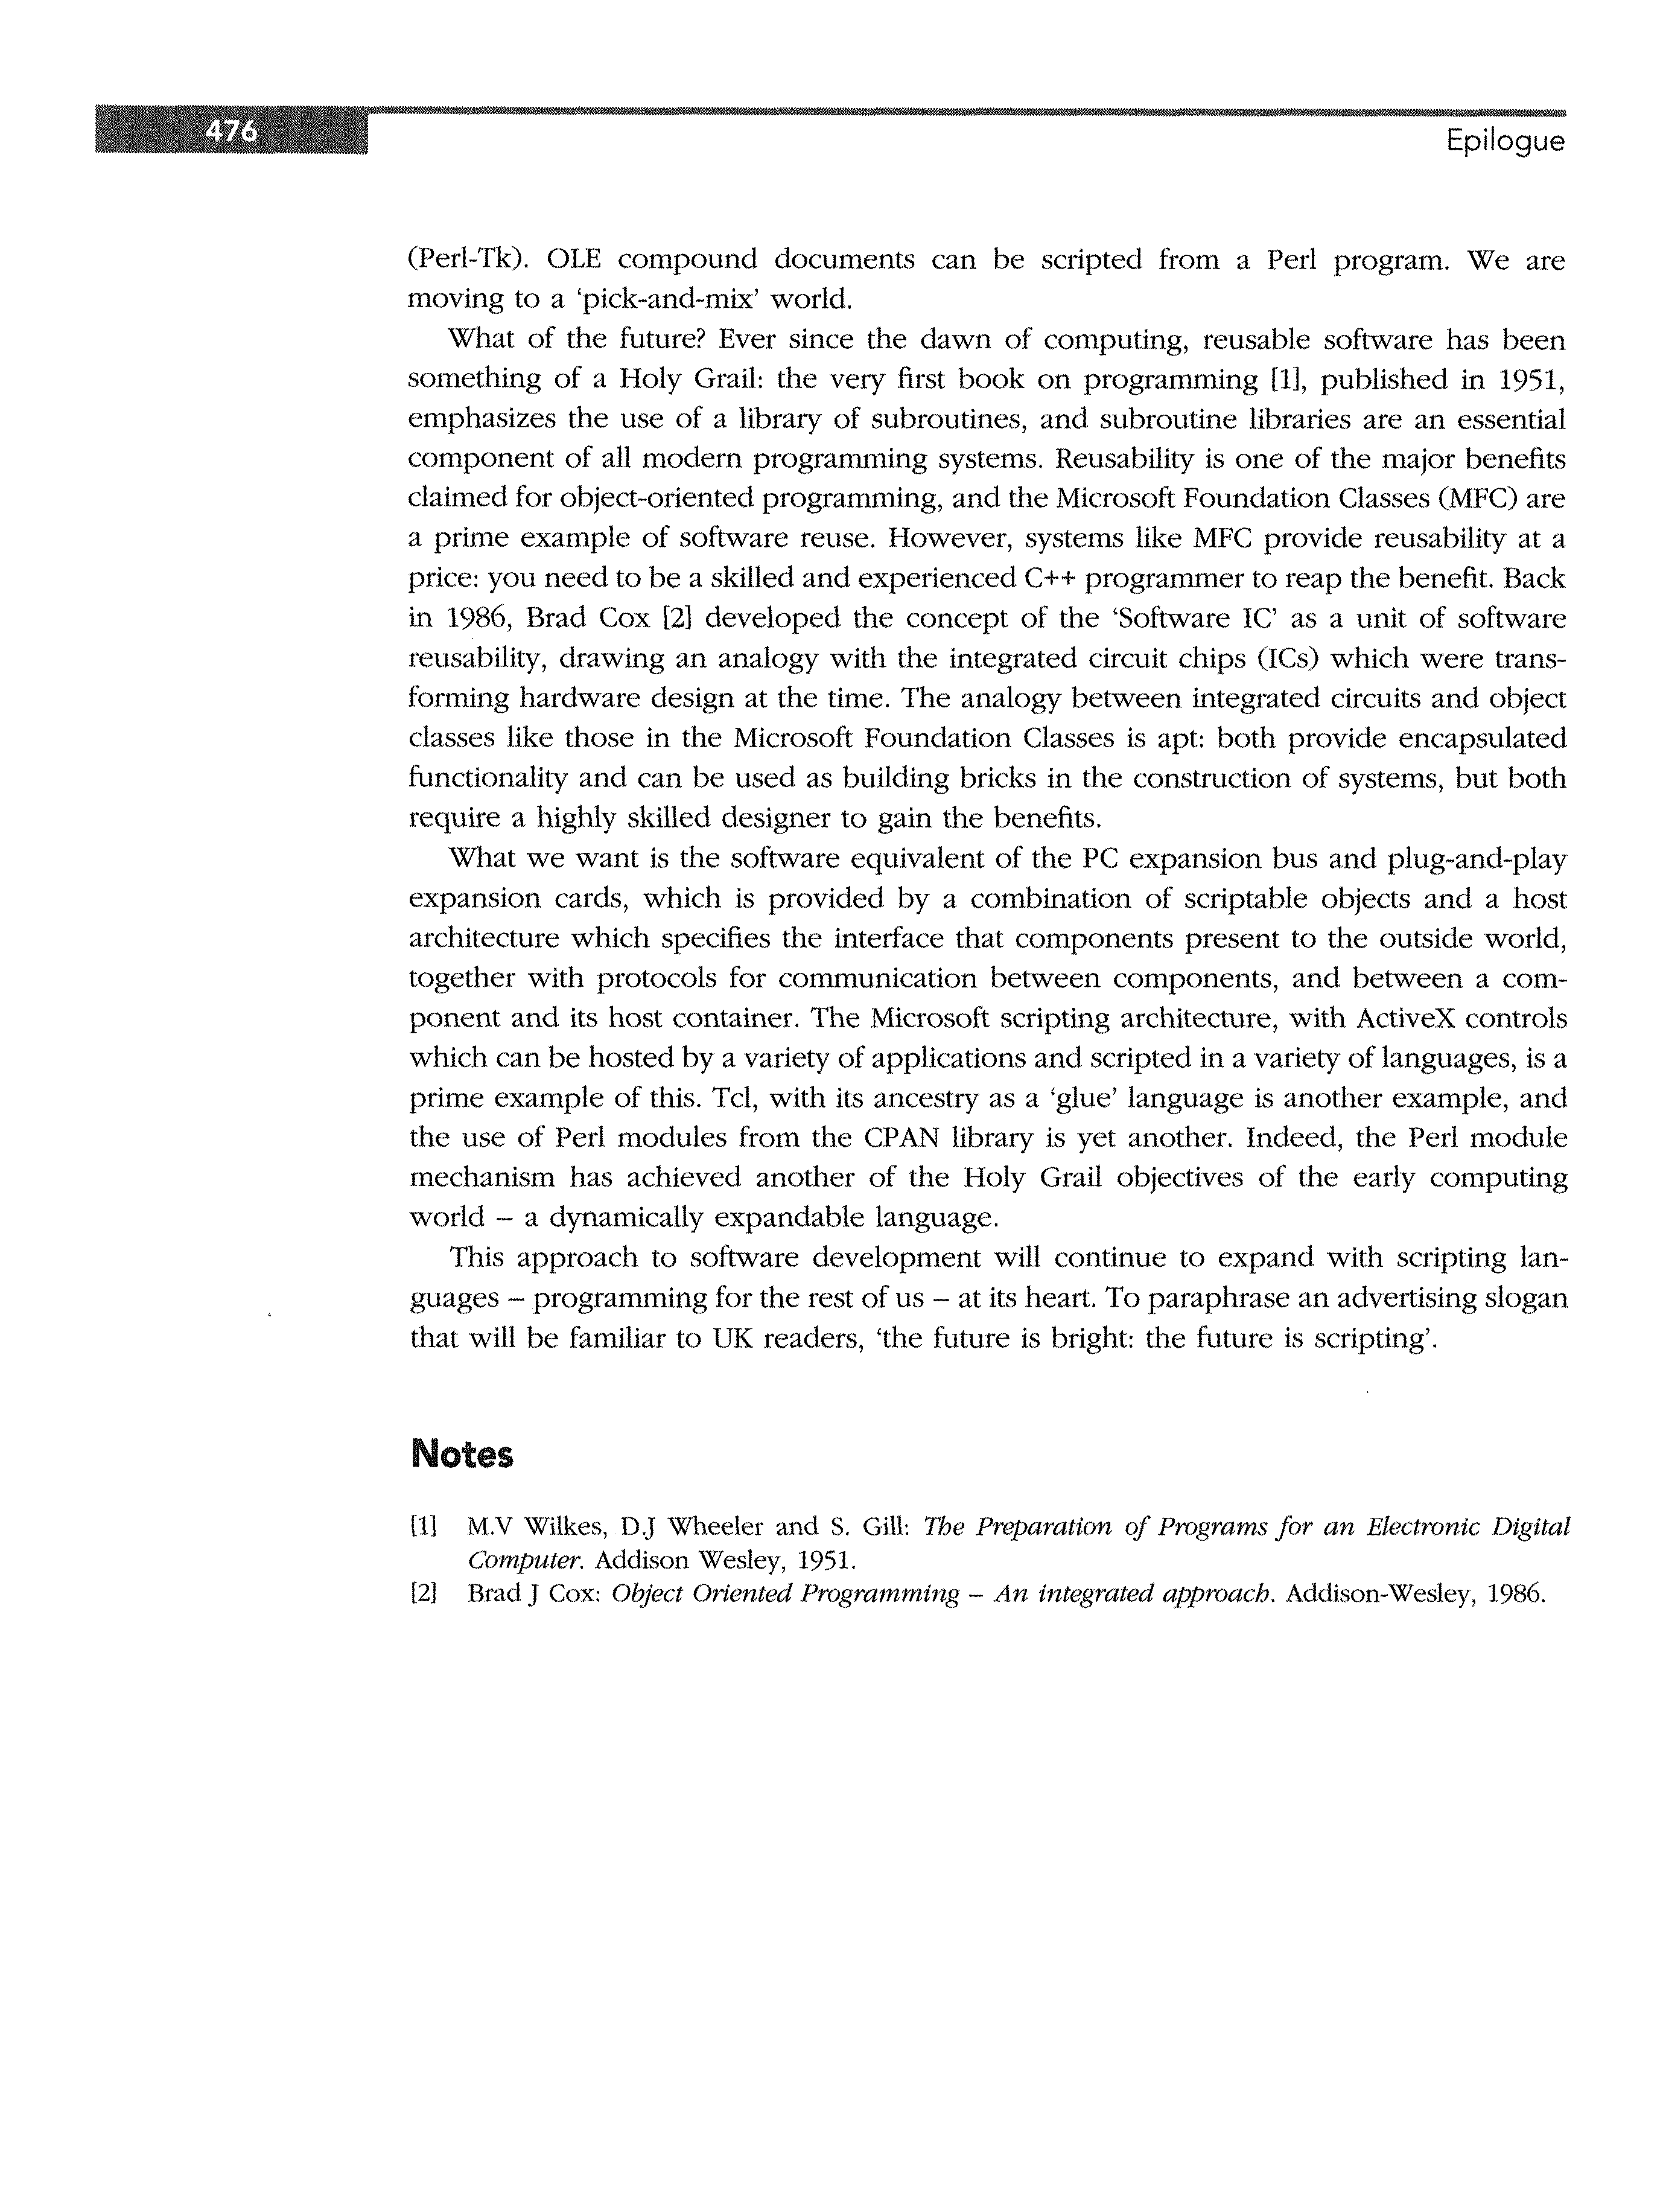 476
Epilogue
(Perl-Tk). OLE compound documents can be scripted from a Perl program. We are
moving to a ‘pick-and-mix’ world.
What of the future? Ever since the dawn of computing, reusable software has been
something of a Holy Grail: the very first book on programming [1], published in 1951,
emphasizes the use of a library of subroutines, and subroutine libraries are an essential
component of all modern programming systems. Reusability is one of the major benefits
claimed for object-oriented programming, and the Microsoft Foundation Classes (MFC) are
a prime example of software reuse. However, systems like MFC provide reusability at a
price: you need to be a skilled and experienced C++ programmer to reap the benefit. Back
in 1986, Brad Cox [2] developed the concept of the ‘Software IC’ as a unit of software
reusability, drawing an analogy with the integrated circuit chips (ICs) which were trans-
forming hardware design at the time. The analogy between integrated circuits and object
classes like those in the Microsoft Foundation Classes is apt: both provide encapsulated
functionality and can be used as building bricks in the construction of systems, but both
require a highly skilled designer to gain the benefits.
What we want is the software equivalent of the PC expansion bus and plug-and-play
expansion cards, which is provided by a combination of scriptable objects and a host
architecture which specifies the interface that components present to the outside world,
together with protocols for communication between components, and between a com-
ponent and its host container. The Microsoft scripting architecture, with ActiveX controls
which can be hosted by a variety of applications and scripted in a variety of languages, is a
prime example of this. Tcl, with its ancestry as a ‘glue’ language is another example, and
the use of Perl modules from the CPAN library is yet another. Indeed, the Perl module
mechanism has achieved another of the Holy Grail objectives of the early computing
world – a dynamically expandable language.
This approach to software development will continue to expand with scripting lan-
guages – programming for the rest of us – at its heart. To paraphrase an advertising slogan
that will be familiar to UK readers, ‘the future is bright: the future is scripting’.
Notes
[1] M.V Wilkes, D.J Wheeler and S. Gill: The Preparation of Programs for an Electronic Digital
Computer. Addison Wesley, 1951.
[2] Brad J Cox: Object Oriented Programming – An integrated approach. Addison-Wesley, 1986.